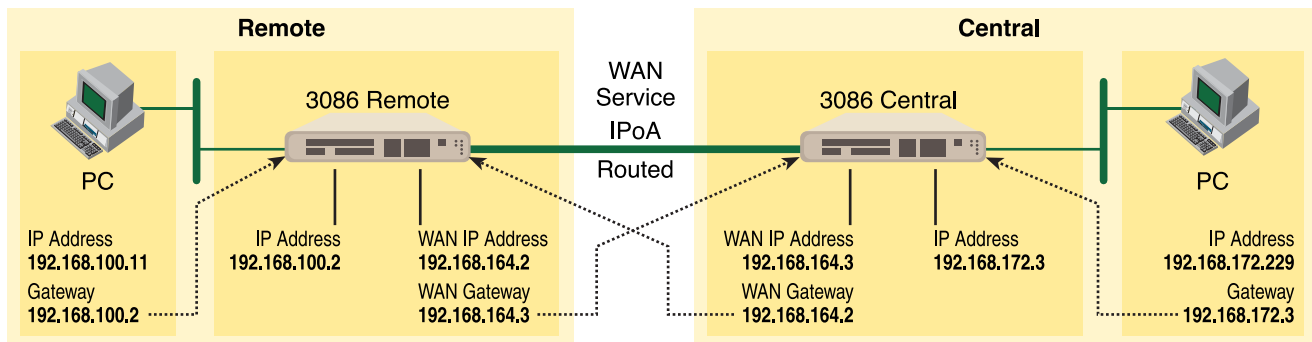 Remote
Central
3086 Remote
WAN
Service
IPoA
Routed
3086 Central
PC
PC
IP Address
192.168.100.11
Gateway
192.168.100.2
IP Address
192.168.100.2
WAN IP Address
192.168.164.2
WAN Gateway
192.168.164.3
WAN IP Address
192.168.164.3
WAN Gateway
192.168.164.2
IP Address
192.168.172.3
IP Address
192.168.172.229
Gateway
192.168.172.3